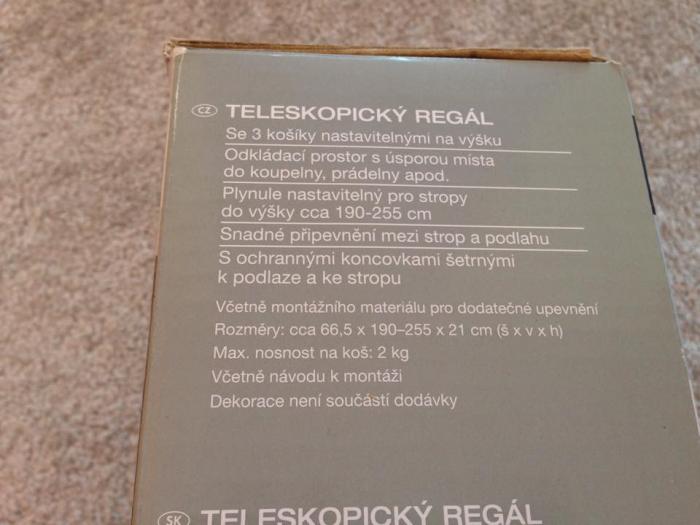 CZ TELESKOPICKÝ REGÁL
Se 3 košíky nastavitelnými na výšku
Odkládací prostor s úsporou místa
do koupelny, prádelny apod.
Plynule nastavitelný pro stropy
do výšky cca 190-255 cm
Snadné připevnění mezi strop a podlahu
S ochrannými koncovkami šetrnými
k podlaze a ke stropu
Včetně montážního materiálu pro dodatečné upevnění
Rozměry: cca 66,5 x 190–255 x 21 cm (š x v x h)
Max. nosnost na koš: 2 kg
Včetně návodu k montáži
Dekorace není součástí dodávky
SK TELESKOPICKÝ REGÁL